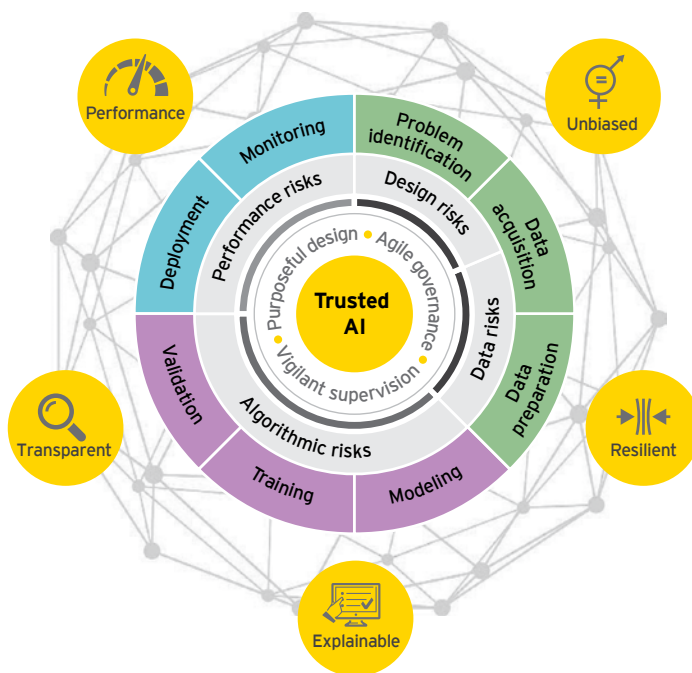 Performance
Unbiased
Monitoring
Problem
identification
Deployment
Performance risks
Design risks
Data
acquisition
Purposeful design
Agile governance
Trusted
AI
Vigilant supervision
Data risks
Validation
Algorithmic risks
Data
preparation
Training
Modeling
Transparent
Resilient
Explainable